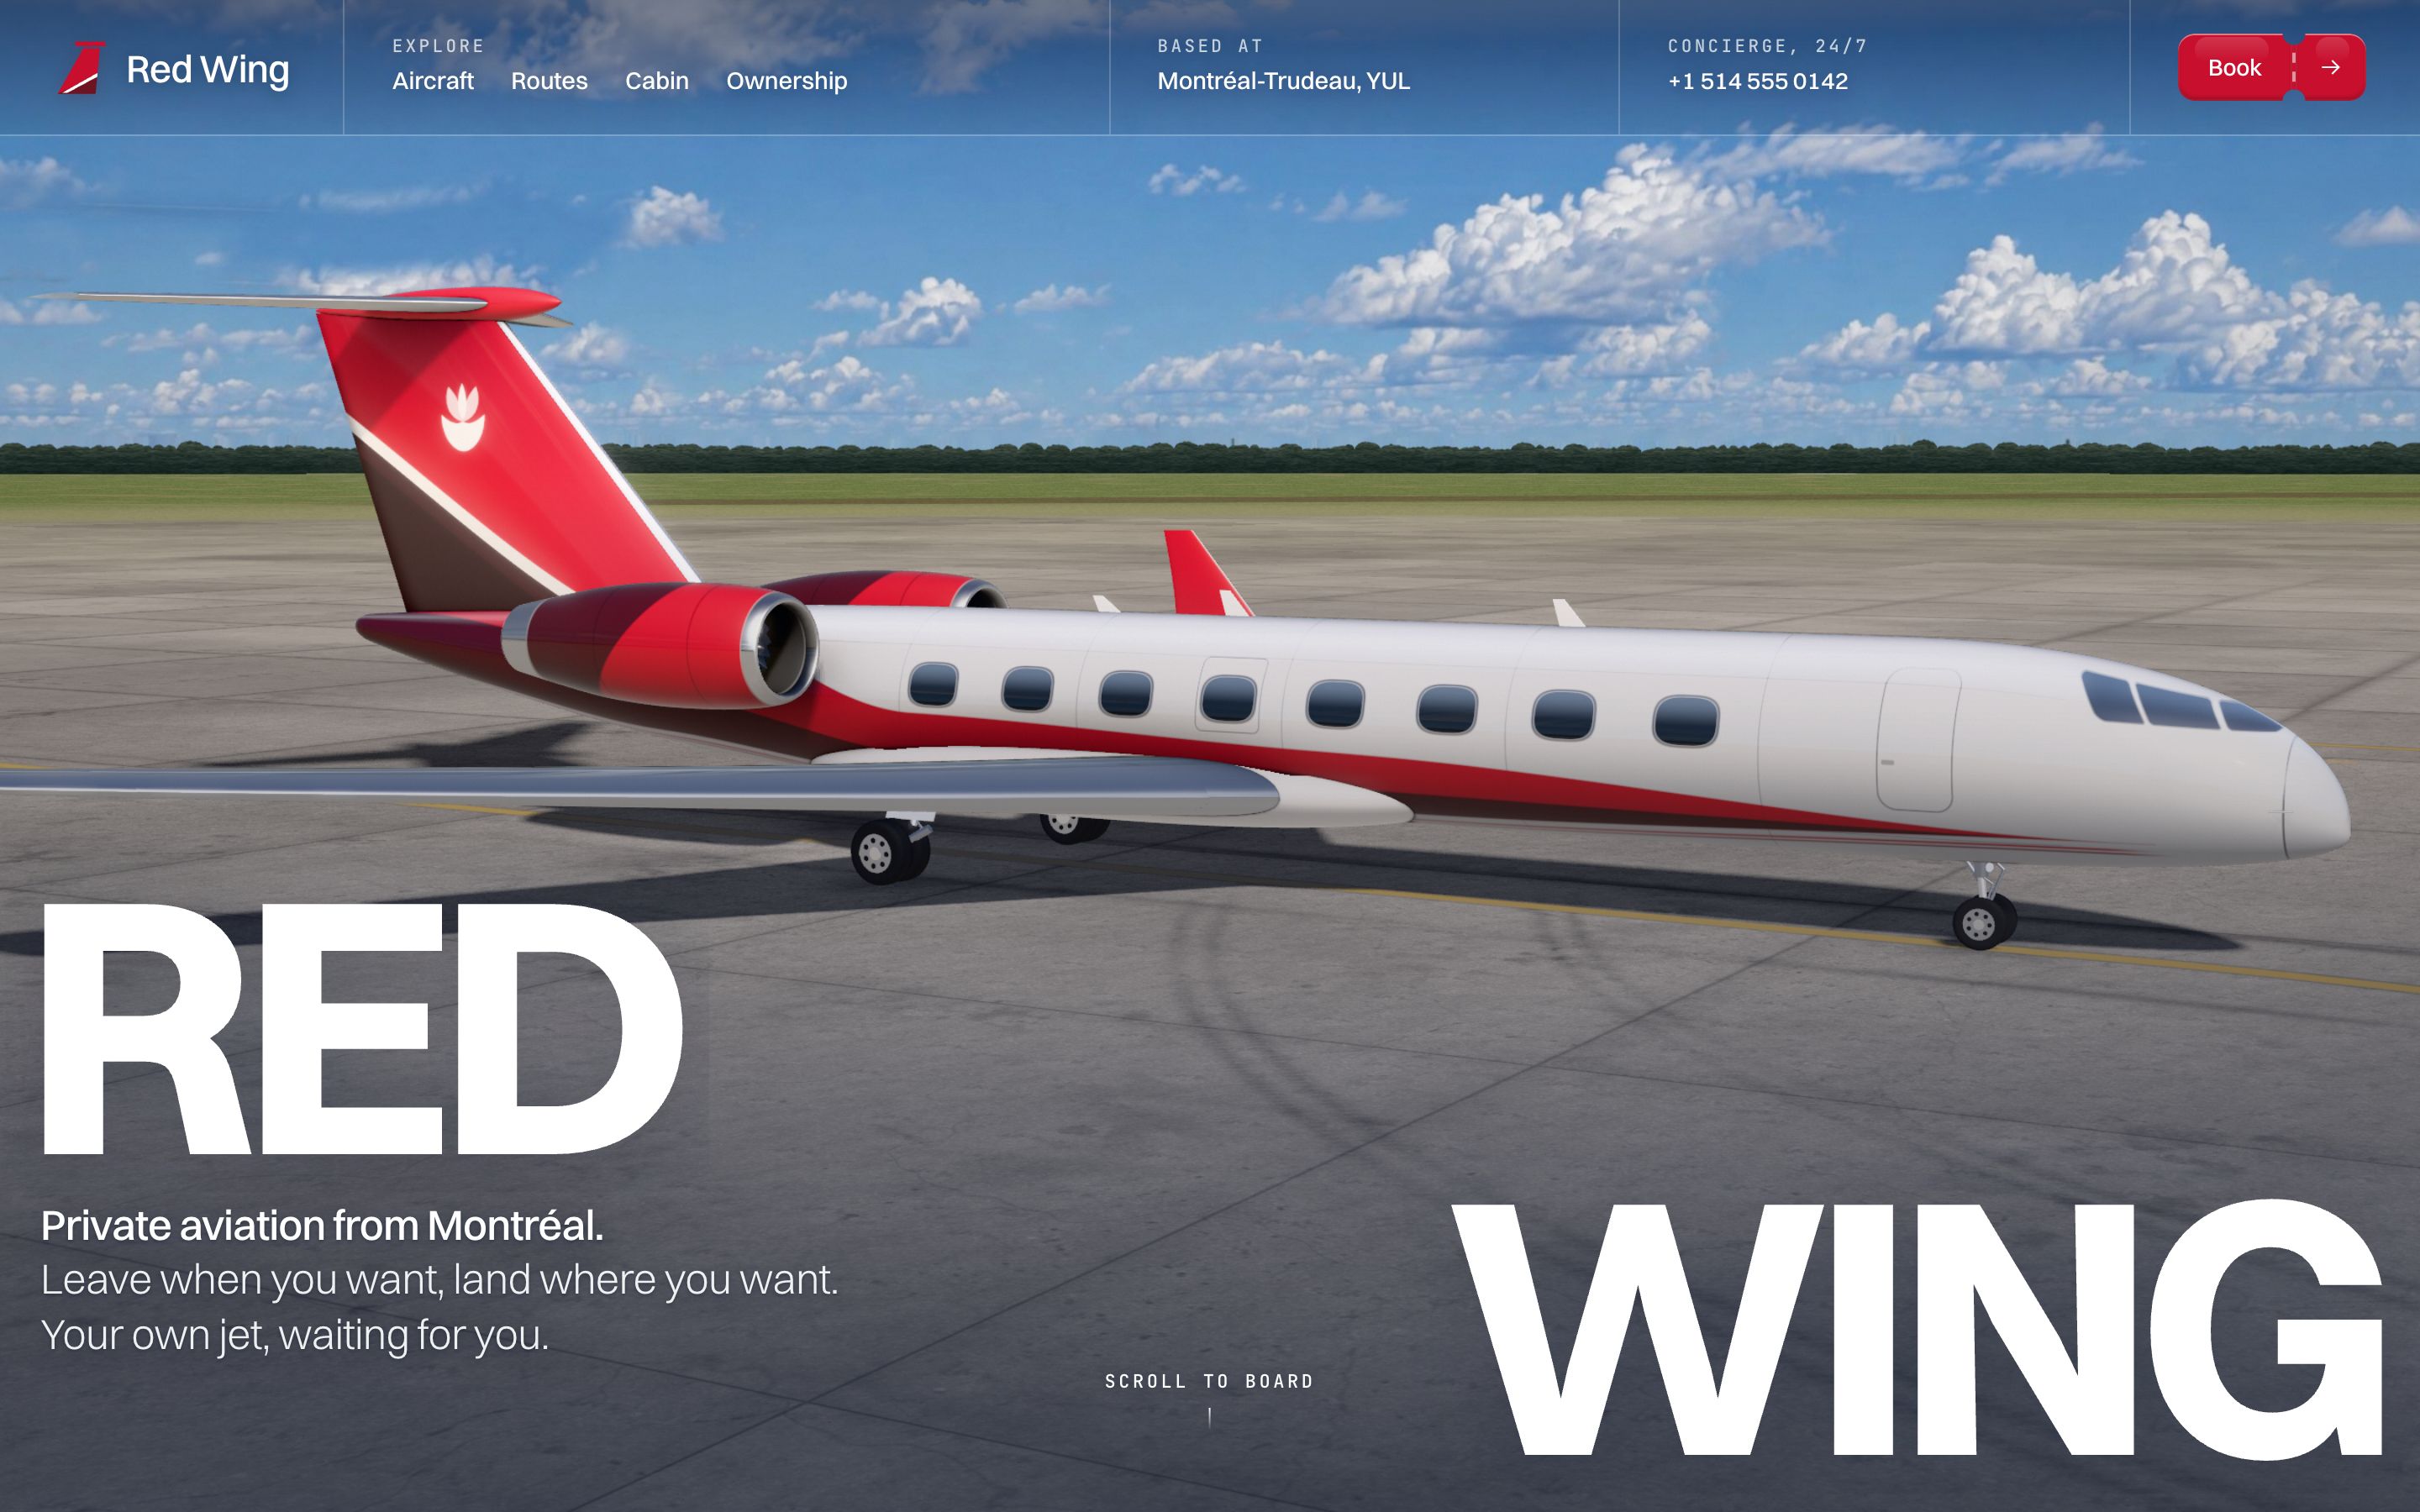 Red Wing
EXPLORE
Aircraft Routes Cabin Ownership
BASED AT
Montréal-Trudeau, YUL
CONCIERGE, 24/7
+1 514 555 0142
Book →
RED
Private aviation from Montréal.
Leave when you want, land where you want.
Your own jet, waiting for you.
SCROLL TO BOARD
WING